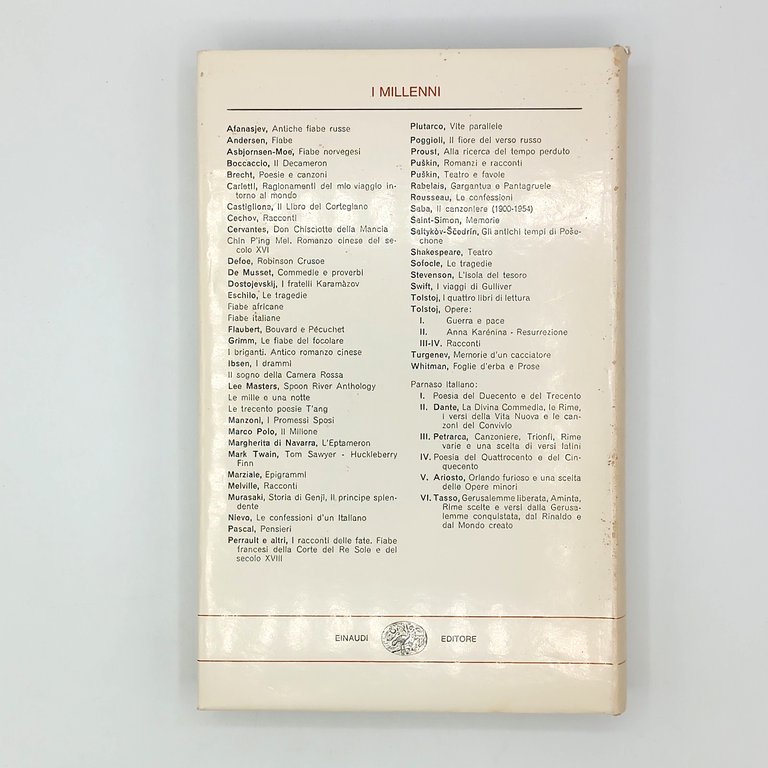 I MILLENNI
Afanasjev, Antiche fiabe russe
Andersen, Fiabe
Asbjornsen-Moe, Fiabe norvegesi
Boccaccio, Il Decameron
Brecht, Poesie e canzoni
Carletti, Ragionamenti del mio viaggio in-
torno al mondo
Castiglione, Il Libro del Cortegiano
Cechov, Racconti
Cervantes, Don Chisciotte della Mancia
Chin P'ing Mei. Romanzo cinese del se-
colo XVI
Defoe, Robinson Crusoe
De Musset, Commedie e proverbi
Dostojevskij, I fratelli Karamàzov
Eschilo, Le tragedie
Fiabe africane
Fiabe italiane
Flaubert, Bouvard e Pécuchet
Grimm, Le fiabe del focolare
I briganti. Antico romanzo cinese
Ibsen, I drammi
Il sogno della Camera Rossa
Lee Masters, Spoon River Anthology
Le mille e una notte
Le trecento poesie T'ang
Manzoni, I Promessi Sposi
Marco Polo, Il Milione
Margherita di Navarra, L'Eptameron
Mark Twain, Tom Sawyer - Huckleberry
Finn
Marziale, Epigrammi
Melville, Racconti
Murasaki, Storia di Genji, Il principe splen-
dente
Nievo, Le confessioni d'un Italiano
Pascal, Pensieri
Perrault e altri, I racconti delle fate. Fiabe
francesi della Corte del Re Sole e del
secolo XVIII
Plutarco, Vite parallele
Poggioli, Il fiore del verso russo
Proust, Alla ricerca del tempo perduto
Puškin, Romanzi e racconti
Puškin, Teatro e favole
Rabelais, Gargantua e Pantagruele
Rousseau, Le confessioni
Saba, Il canzoniere (1900-1954)
Saint-Simon, Memorie
Saltykòv-Ščedrin, Gli antichi tempi di Poše-
chone
Shakespeare, Teatro
Sofocle, Le tragedie
Stevenson, L'isola del tesoro
Swift, I viaggi di Gulliver
Tolstoj, I quattro libri di lettura
Tolstoj, Opere:
I. Guerra e pace
II. Anna Karénina - Resurrezione
III-IV. Racconti
Turgenev, Memorie d'un cacciatore
Whitman, Foglie d'erba e Prose
Parnaso Italiano:
I. Poesia del Duecento e del Trecento
II. Dante, La Divina Commedia, le Rime,
i versi della Vita Nuova e le can-
zoni del Convivio
III. Petrarca, Canzoniere, Trionfi, Rime
varie e una scelta di versi latini
IV. Poesia del Quattrocento e del Cin-
quecento
V. Ariosto, Orlando furioso e una scelta
delle Opere minori
VI. Tasso, Gerusalemme liberata, Aminta,
Rime scelte e versi dalla Gerusa-
lemme conquistata, dal Rinaldo e
dal Mondo creato
EINAUDI EDITORE